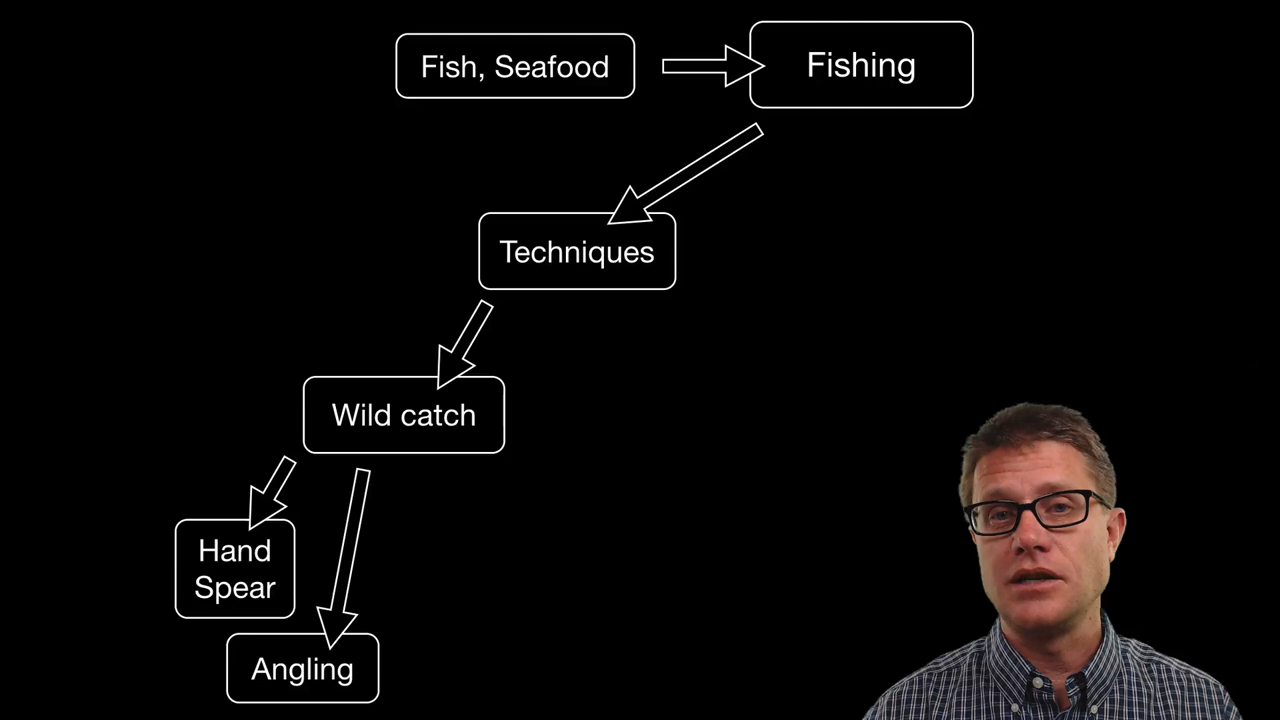 Fish, Seafood
Fishing
Techniques
Wild catch
Hand
Spear
Angling